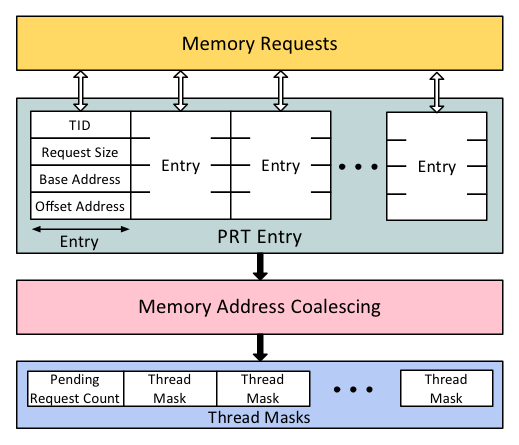 Memory Requests
TID
Request Size
Base Address
Offset Address
Entry
Entry
Entry
Entry
PRT Entry
Memory Address Coalescing
Pending
Request Count
Thread
Mask
Thread
Mask
Thread
Mask
Thread Masks